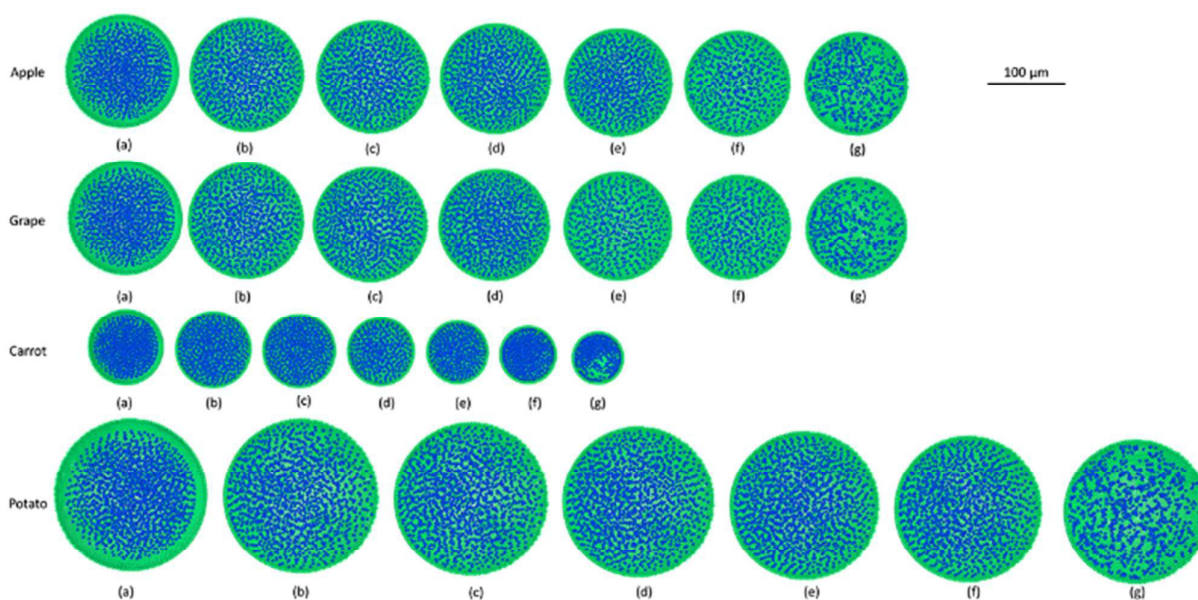 Apple
100 µm
(a) (b) (c) (d) (e) (f) (g)
Grape
(a) (b) (c) (d) (e) (f) (g)
Carrot
(a) (b) (c) (d) (e) (f) (g)
Potato
(a) (b) (c) (d) (e) (f) (g)